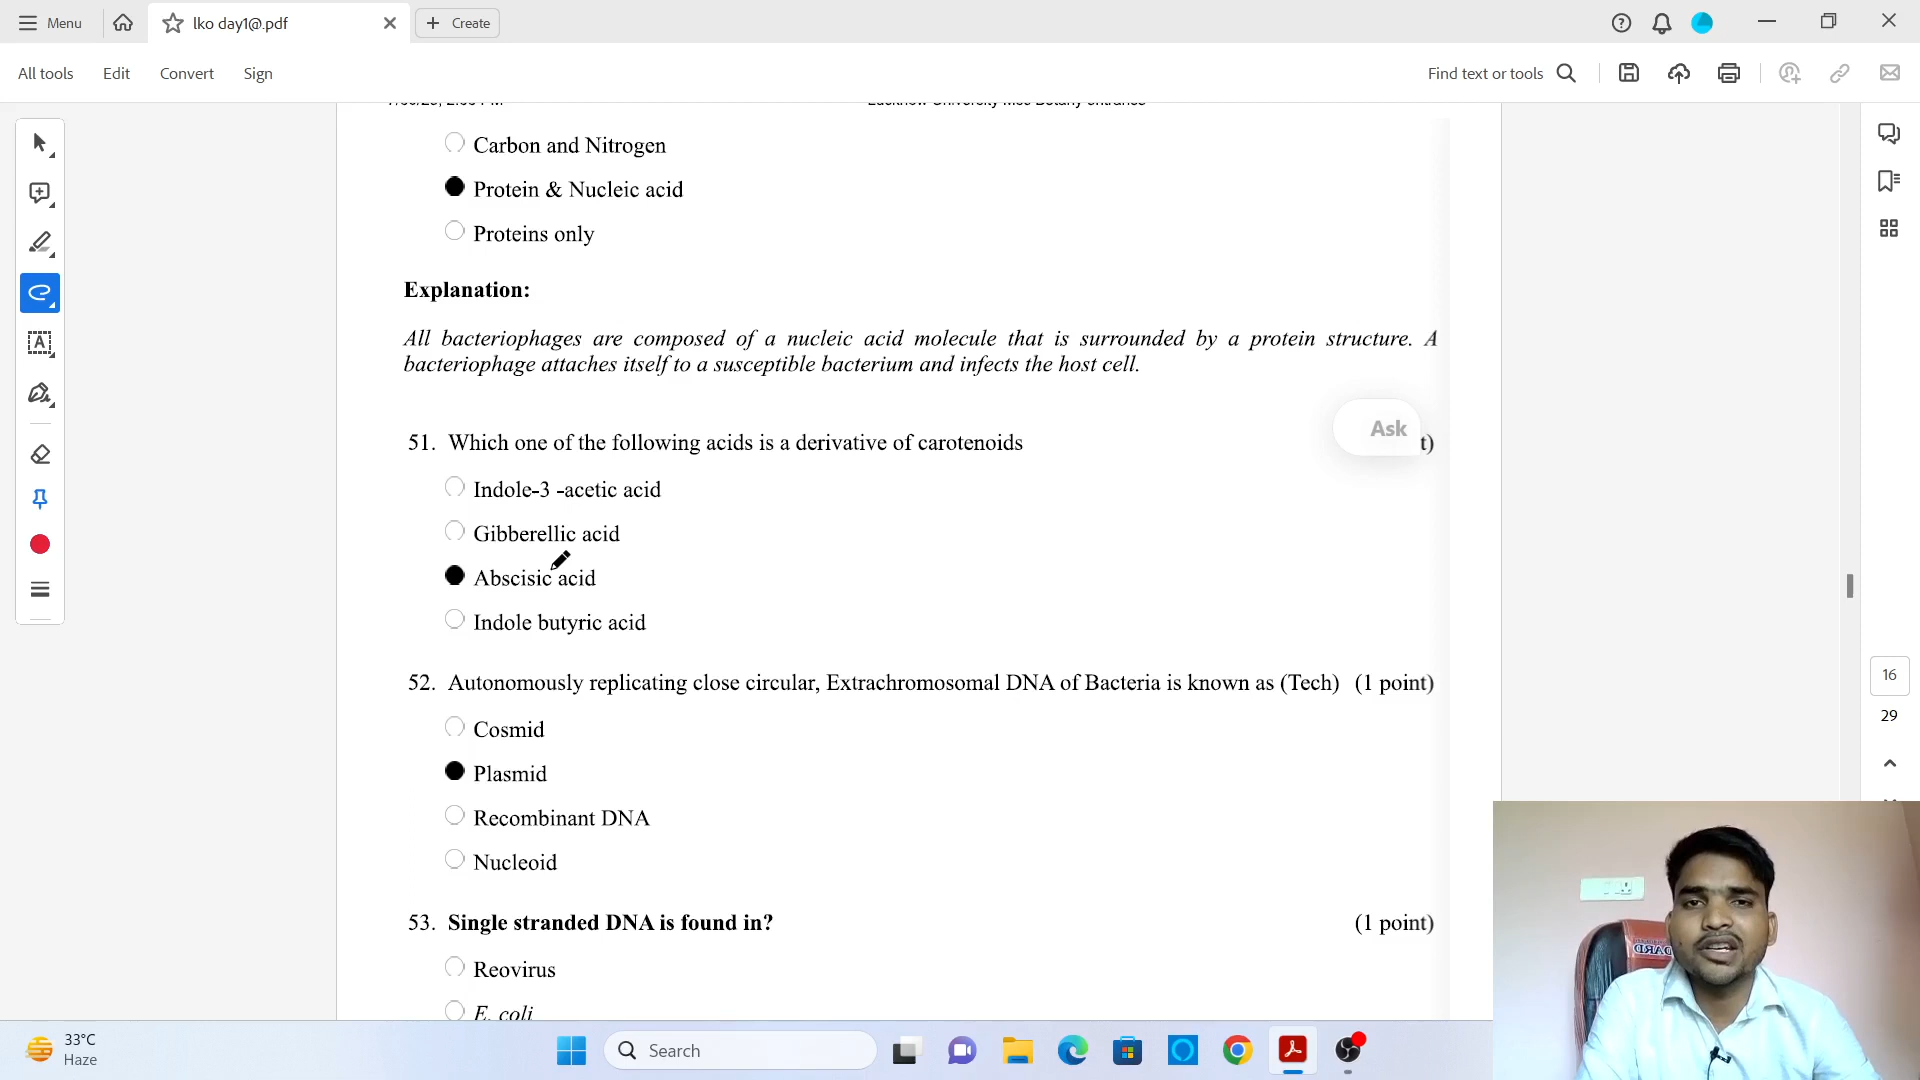 Menu
lko day1@.pdf
Create
All tools
Edit
Convert
Sign
Find text or tools
Carbon and Nitrogen
Protein & Nucleic acid
Proteins only
Explanation:
All bacteriophages are composed of a nucleic acid molecule that is surrounded by a protein structure. A
bacteriophage attaches itself to a susceptible bacterium and infects the host cell.
Ask
51. Which one of the following acids is a derivative of carotenoids t)
Indole-3 -acetic acid
Gibberellic acid
Abscisic acid
Indole butyric acid
52. Autonomously replicating close circular, Extrachromosomal DNA of Bacteria is known as (Tech) (1 point)
Cosmid
Plasmid
Recombinant DNA
Nucleoid
53. Single stranded DNA is found in? (1 point)
Reovirus
E. coli
16
29
33°C
Haze
Search